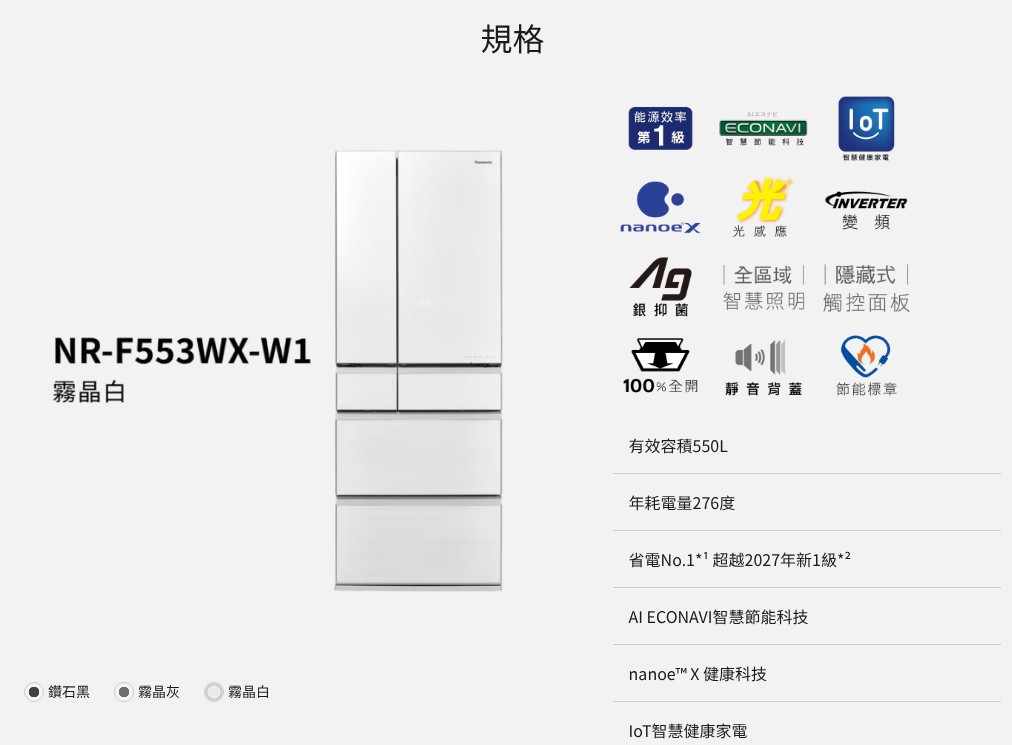 規格
能源效率
第1級
AIエコナビ
ECONAVI
智慧節能科技
IoT
智慧健康家電
nanoe X
光
光感應
INVERTER
變頻
Ag
銀抑菌
全區域
智慧照明
隱藏式
觸控面板
100%全開
靜音背蓋
節能標章
Panasonic
NR-F553WX-W1
霧晶白
有效容積550L
年耗電量276度
省電No.1*¹ 超越2027年新1級*²
AI ECONAVI智慧節能科技
nanoe™ X 健康科技
IoT智慧健康家電
鑽石黑
霧晶灰
霧晶白